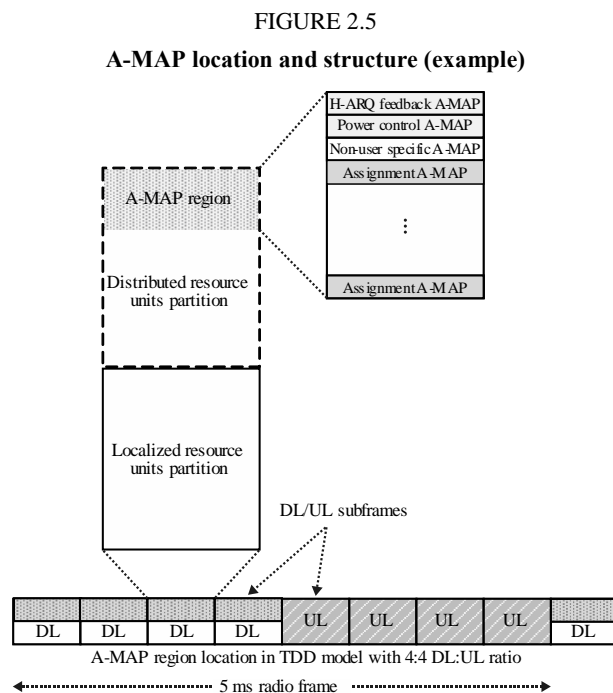 FIGURE 2.5
A-MAP location and structure (example)
H-ARQ feedback A-MAP
Power control A-MAP
Non-user specific A-MAP
Assignment A-MAP
Assignment A-MAP
A-MAP region
Distributed resource
units partition
Localized resource
units partition
DL/UL subframes
DL DL DL DL UL UL UL UL DL
A-MAP region location in TDD model with 4:4 DL:UL ratio
5 ms radio frame